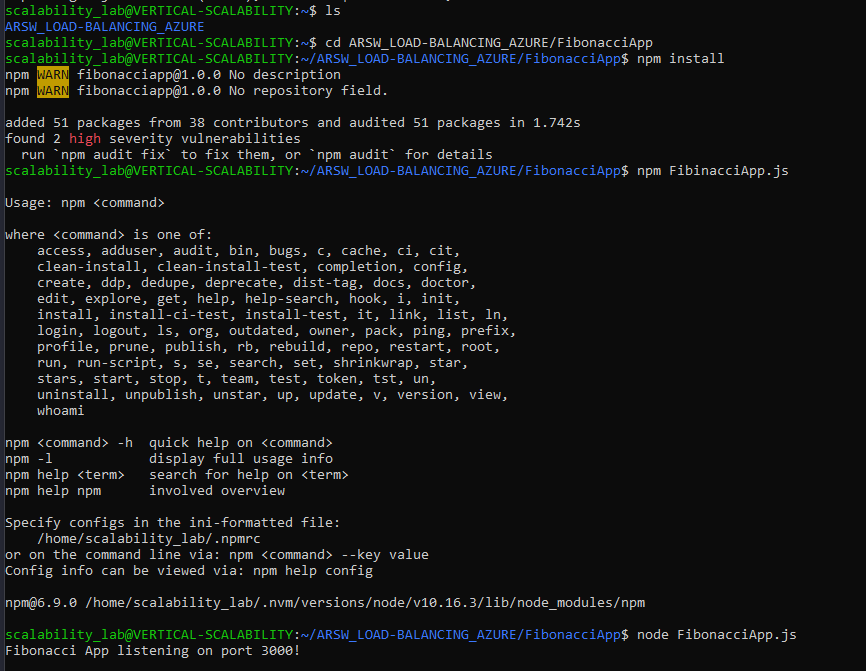 scalability_lab@VERTICAL-SCALABILITY:~$ ls
ARSW_LOAD-BALANCING_AZURE
scalability_lab@VERTICAL-SCALABILITY:~$ cd ARSW_LOAD-BALANCING_AZURE/FibonacciApp
scalability_lab@VERTICAL-SCALABILITY:~/ARSW_LOAD-BALANCING_AZURE/FibonacciApp$ npm install
npm WARN fibonacciapp@1.0.0 No description
npm WARN fibonacciapp@1.0.0 No repository field.

added 51 packages from 38 contributors and audited 51 packages in 1.742s
found 2 high severity vulnerabilities
  run `npm audit fix` to fix them, or `npm audit` for details
scalability_lab@VERTICAL-SCALABILITY:~/ARSW_LOAD-BALANCING_AZURE/FibonacciApp$ npm FibinacciApp.js

Usage: npm <command>

where <command> is one of:
    access, adduser, audit, bin, bugs, c, cache, ci, cit,
    clean-install, clean-install-test, completion, config,
    create, ddp, dedupe, deprecate, dist-tag, docs, doctor,
    edit, explore, get, help, help-search, hook, i, init,
    install, install-ci-test, install-test, it, link, list, ln,
    login, logout, ls, org, outdated, owner, pack, ping, prefix,
    profile, prune, publish, rb, rebuild, repo, restart, root,
    run, run-script, s, se, search, set, shrinkwrap, star,
    stars, start, stop, t, team, test, token, tst, un,
    uninstall, unpublish, unstar, up, update, v, version, view,
    whoami

npm <command> -h  quick help on <command>
npm -l            display full usage info
npm help <term>   search for help on <term>
npm help npm      involved overview

Specify configs in the ini-formatted file:
    /home/scalability_lab/.npmrc
or on the command line via: npm <command> --key value
Config info can be viewed via: npm help config

npm@6.9.0 /home/scalability_lab/.nvm/versions/node/v10.16.3/lib/node_modules/npm

scalability_lab@VERTICAL-SCALABILITY:~/ARSW_LOAD-BALANCING_AZURE/FibonacciApp$ node FibonacciApp.js
Fibonacci App listening on port 3000!